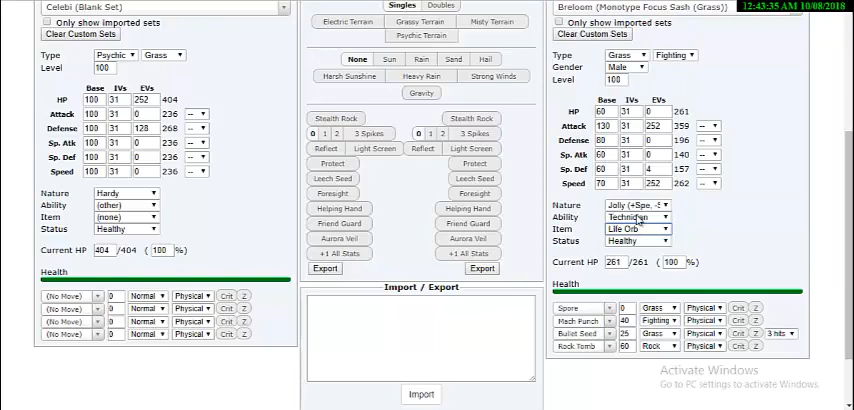 Celebi (Blank Set)
Only show imported sets
Clear Custom Sets
Type Psychic Grass
Level 100
Base IVs EVs
HP 100 31 252 404
Attack 100 31 0 236 --
Defense 100 31 128 268 --
Sp. Atk 100 31 0 236 --
Sp. Def 100 31 0 236 --
Speed 100 31 0 236 --
Nature Hardy
Ability (other)
Item (none)
Status Healthy
Current HP 404 /404 ( 100 %)
Health
(No Move) 0 Normal Physical Crit Z
(No Move) 0 Normal Physical Crit Z
(No Move) 0 Normal Physical Crit Z
(No Move) 0 Normal Physical Crit Z
Singles Doubles
Electric Terrain Grassy Terrain Misty Terrain
Psychic Terrain
None Sun Rain Sand Hail
Harsh Sunshine Heavy Rain Strong Winds
Gravity
Stealth Rock Stealth Rock
0 1 2 3 Spikes 0 1 2 3 Spikes
Reflect Light Screen Reflect Light Screen
Protect Protect
Leech Seed Leech Seed
Foresight Foresight
Helping Hand Helping Hand
Friend Guard Friend Guard
Aurora Veil Aurora Veil
+1 All Stats +1 All Stats
Export Export
Import / Export
Import
12:43:35 AM 10/08/2018
Breloom (Monotype Focus Sash (Grass))
Only show imported sets
Clear Custom Sets
Type Grass Fighting
Gender Male
Level 100
Base IVs EVs
HP 60 31 0 261
Attack 130 31 252 359 --
Defense 80 31 0 196 --
Sp. Atk 60 31 0 140 --
Sp. Def 60 31 4 157 --
Speed 70 31 252 262 --
Nature Jolly (+Spe, -S
Ability Technician
Item Life Orb
Status Healthy
Current HP 261 /261 ( 100 %)
Health
Spore 0 Grass Physical Crit Z
Mach Punch 40 Fighting Physical Crit Z
Bullet Seed 25 Grass Physical Crit Z 3 hits
Rock Tomb 60 Rock Physical Crit Z
Activate Windows
Go to PC settings to activate Windows.